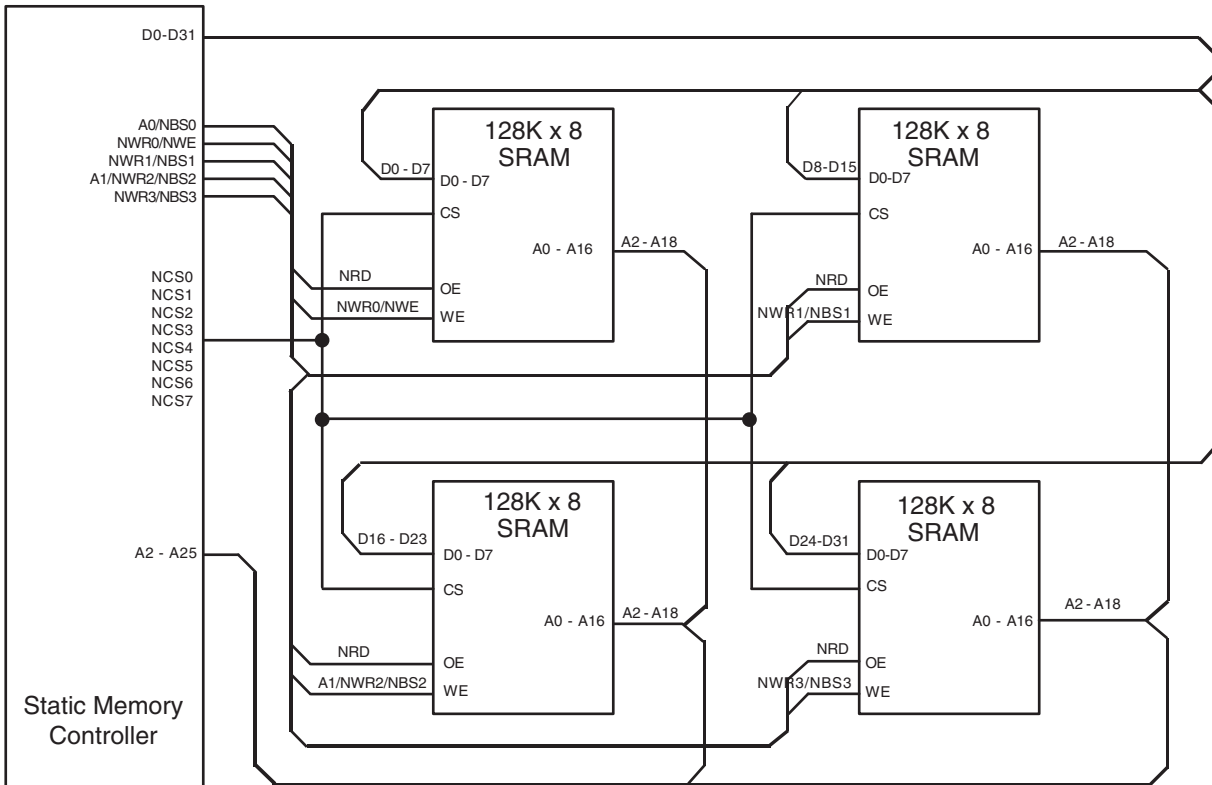 D0-D31
A0/NBS0
NWR0/NWE
NWR1/NBS1
A1/NWR2/NBS2
NWR3/NBS3
NCS0
NCS1
NCS2
NCS3
NCS4
NCS5
NCS6
NCS7
A2 - A25
Static Memory
Controller
128K x 8
SRAM
D0 - D7
D0 - D7
CS
A0 - A16
A2 - A18
NRD
OE
NWR0/NWE
WE
128K x 8
SRAM
D8-D15
D0-D7
CS
A0 - A16
A2 - A18
NRD
OE
NWR1/NBS1
WE
128K x 8
SRAM
D16 - D23
D0 - D7
CS
A0 - A16
A2 - A18
NRD
OE
A1/NWR2/NBS2
WE
128K x 8
SRAM
D24-D31
D0-D7
CS
A0 - A16
A2 - A18
NRD
OE
NWR3/NBS3
WE